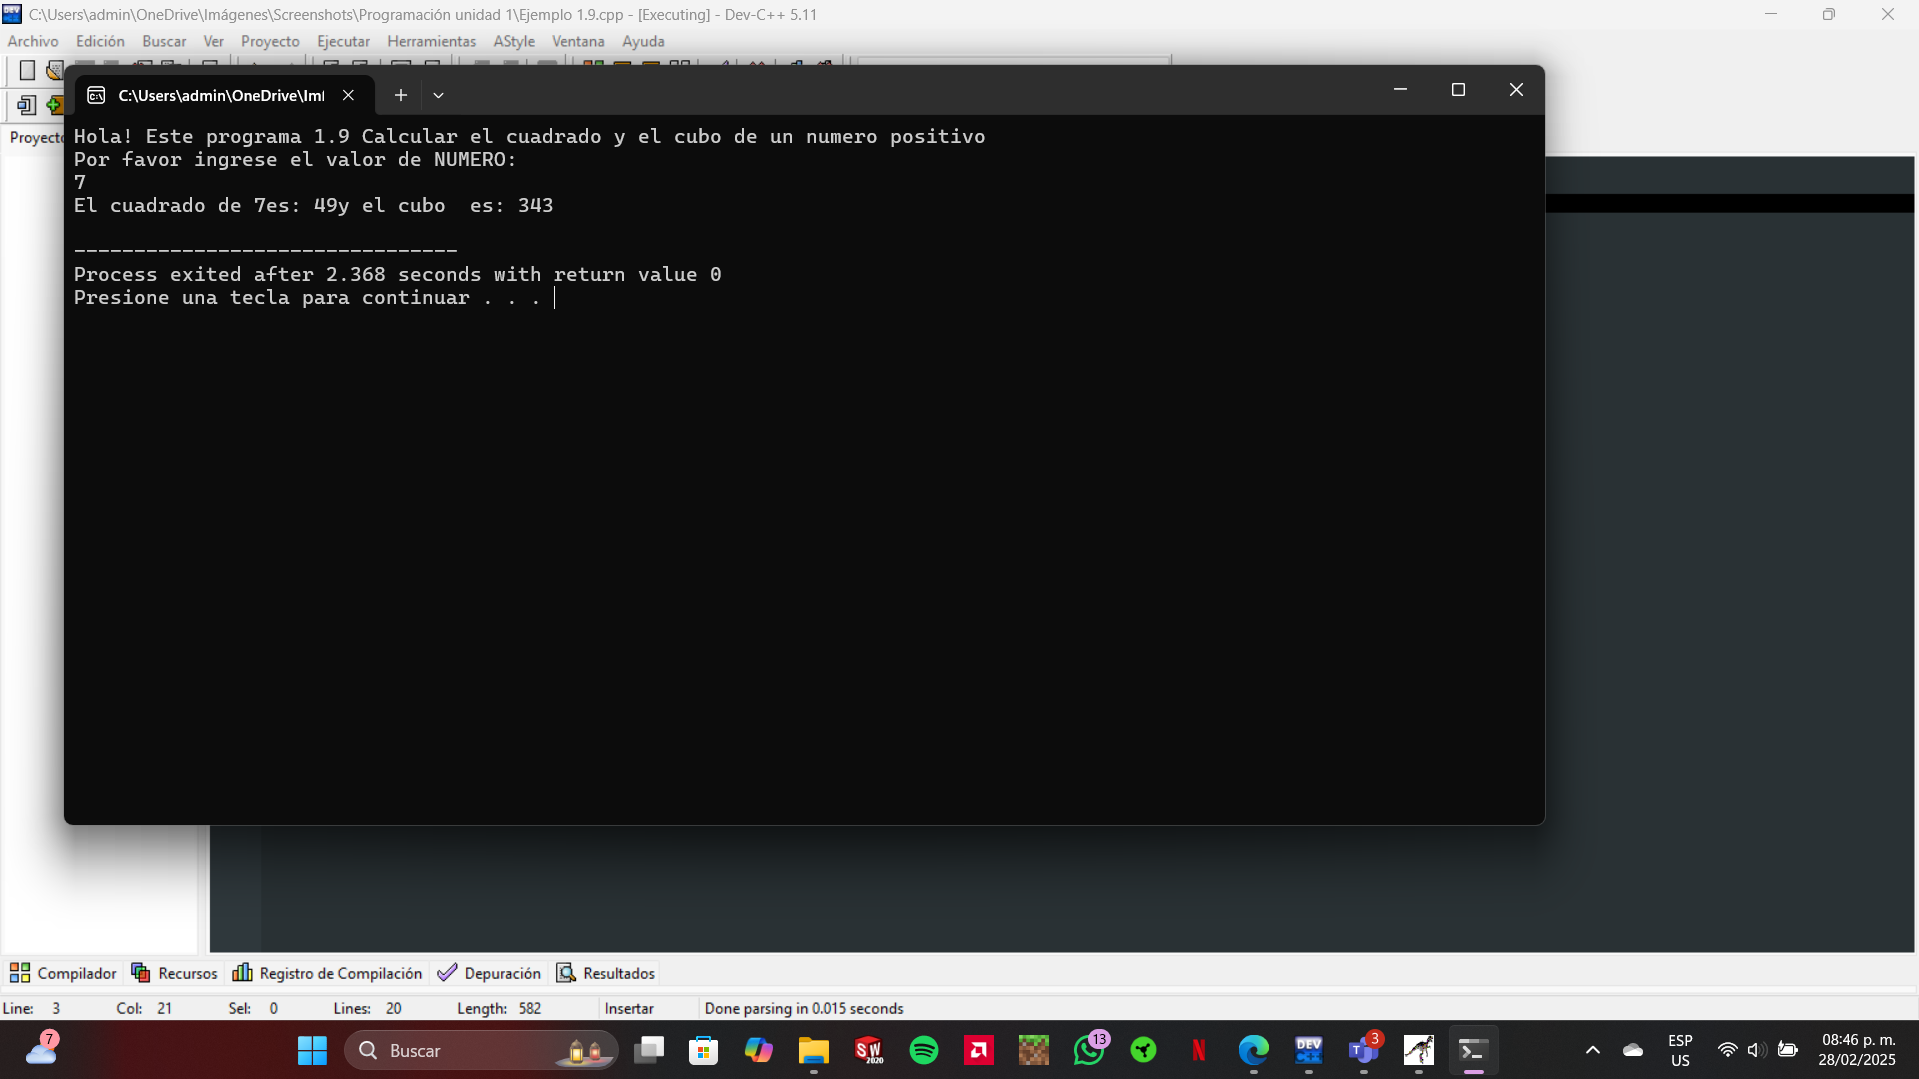 C:\Users\admin\OneDrive\Imágenes\Screenshots\Programación unidad 1\Ejemplo 1.9.cpp - [Executing] - Dev-C++ 5.11
Archivo Edición Buscar Ver Proyecto Ejecutar Herramientas AStyle Ventana Ayuda
C:\Users\admin\OneDrive\Im
Proyecto
Hola! Este programa 1.9 Calcular el cuadrado y el cubo de un numero positivo
Por favor ingrese el valor de NUMERO:
7
El cuadrado de 7es: 49y el cubo  es: 343
--------------------------------
Process exited after 2.368 seconds with return value 0
Presione una tecla para continuar . . .
Compilador Recursos Registro de Compilación Depuración Resultados
Line: 3 Col: 21 Sel: 0 Lines: 20 Length: 582 Insertar Done parsing in 0.015 seconds
7
Buscar
SW 2020
13
N
DEV
T 3
ESP
US
08:46 p. m.
28/02/2025